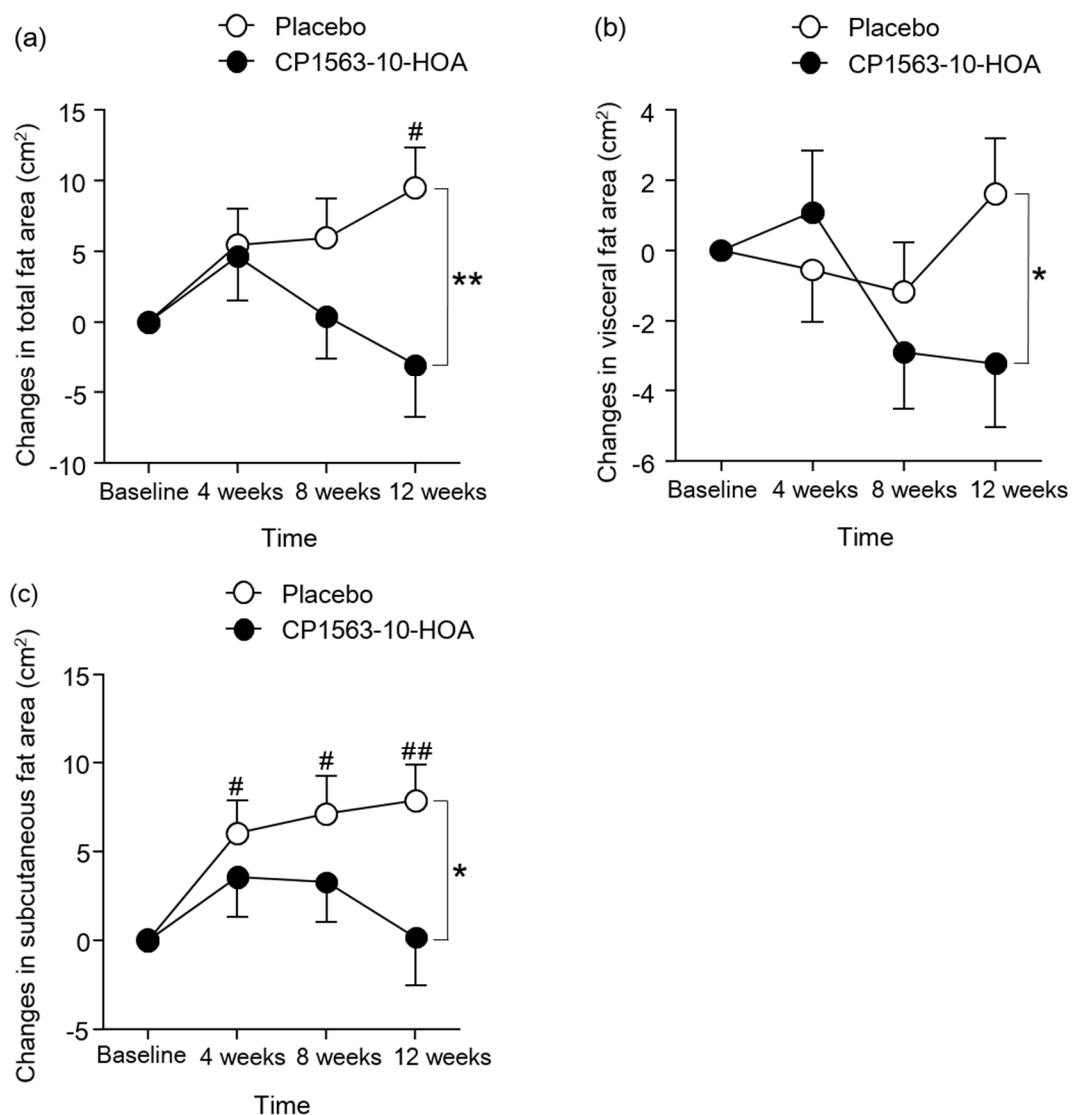 (a)
Placebo
CP1563-10-HOA
Changes in total fat area (cm²)
15
10
5
0
-5
-10
#
**
Baseline 4 weeks 8 weeks 12 weeks
Time
(b)
Placebo
CP1563-10-HOA
Changes in visceral fat area (cm²)
4
2
0
-2
-4
-6
*
Baseline 4 weeks 8 weeks 12 weeks
Time
(c)
Placebo
CP1563-10-HOA
Changes in subcutaneous fat area (cm²)
15
10
5
0
-5
# # ##
*
Baseline 4 weeks 8 weeks 12 weeks
Time